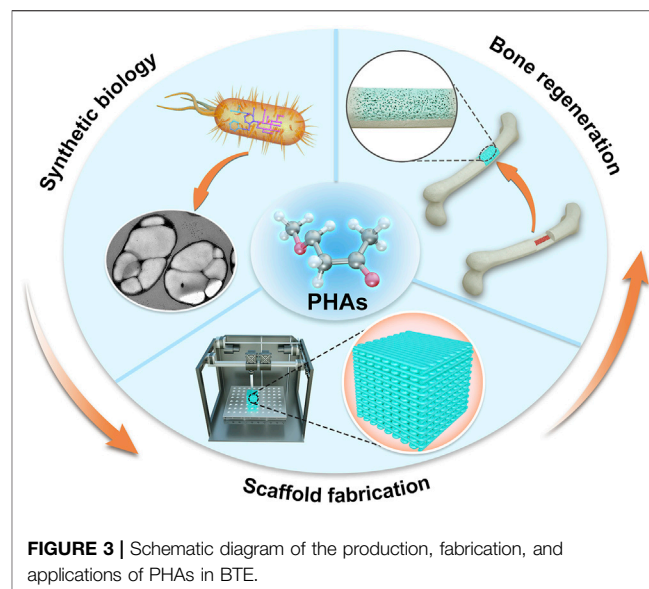 Synthetic biology
Bone regeneration
PHAs
Scaffold fabrication
FIGURE 3 | Schematic diagram of the production, fabrication, and
applications of PHAs in BTE.